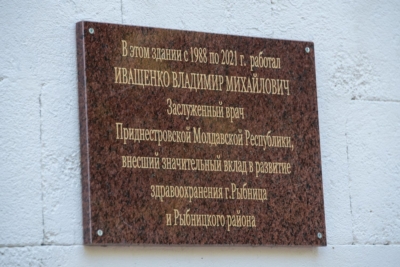 В этом здании с 1988 по 2021 г. работал
ИВАЩЕНКО ВЛАДИМИР МИХАЙЛОВИЧ
Заслуженный врач
Приднестровской Молдавской Республики,
внесший значительный вклад в развитие
здравоохранения г.Рыбница
и Рыбницкого района